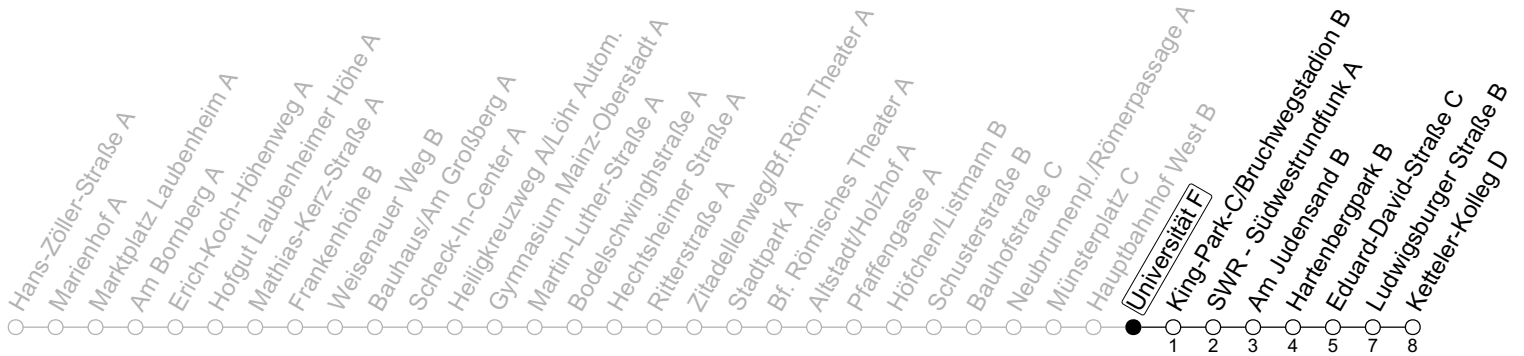 Hans-Zöller-Straße A
Marienhof A
Marktplatz Laubenheim A
Am Bornberg A
Erich-Koch-Höhenweg A
Hofgut Laubenheimer Höhe A
Mathias-Kerz-Straße A
Frankenhöhe B
Weisenauer Weg B
Bauhaus/Am Großberg A
Scheck-In-Center A
Heiligkreuzweg A/Löhr Autom.
Gymnasium Mainz-Oberstadt A
Martin-Luther-Straße A
Bodelschwinghstraße A
Hechtsheimer Straße A
Ritterstraße A
Zitadellenweg/Bf.Röm.Theater A
Stadtpark A
Bf. Römisches Theater A
Altstadt/Holzhof A
Pfaffengasse A
Höfchen/Listmann B
Schusterstraße B
Bauhofstraße C
Neubrunnenpl./Römerpassage A
Münsterplatz C
Hauptbahnhof West B
Universität F
King-Park-C/Bruchwegstadion B
SWR - Südwestrundfunk A
Am Judensand B
Hartenbergpark B
Eduard-David-Straße C
Ludwigsburger Straße B
Ketteler-Kolleg D
1 2 3 4 5 7 8